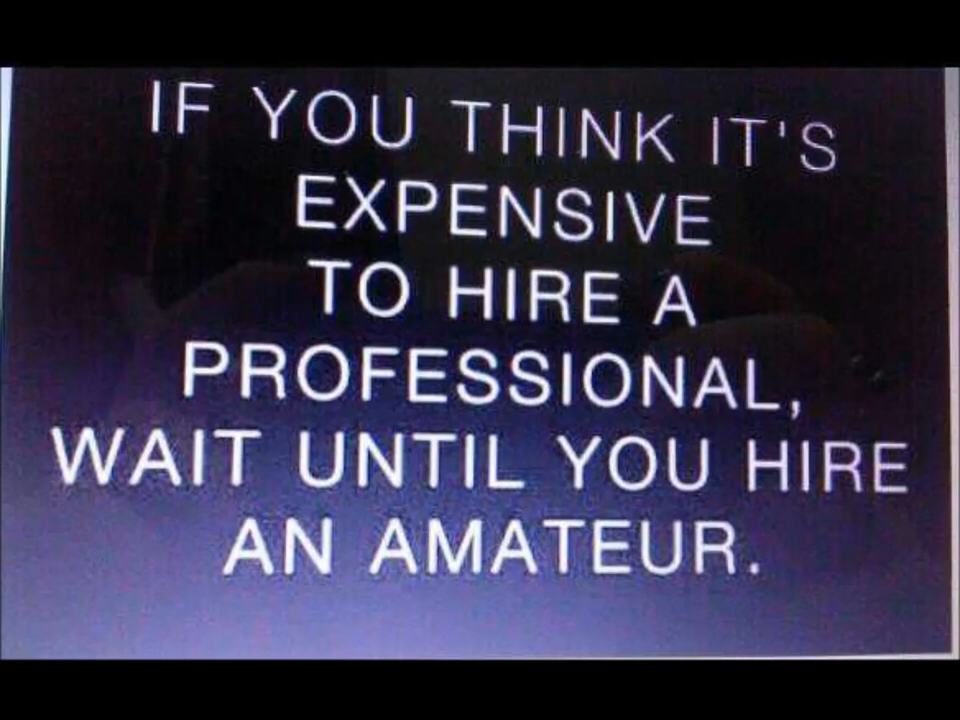 IF YOU THINK IT'S
EXPENSIVE
TO HIRE A
PROFESSIONAL,
WAIT UNTIL YOU HIRE
AN AMATEUR.